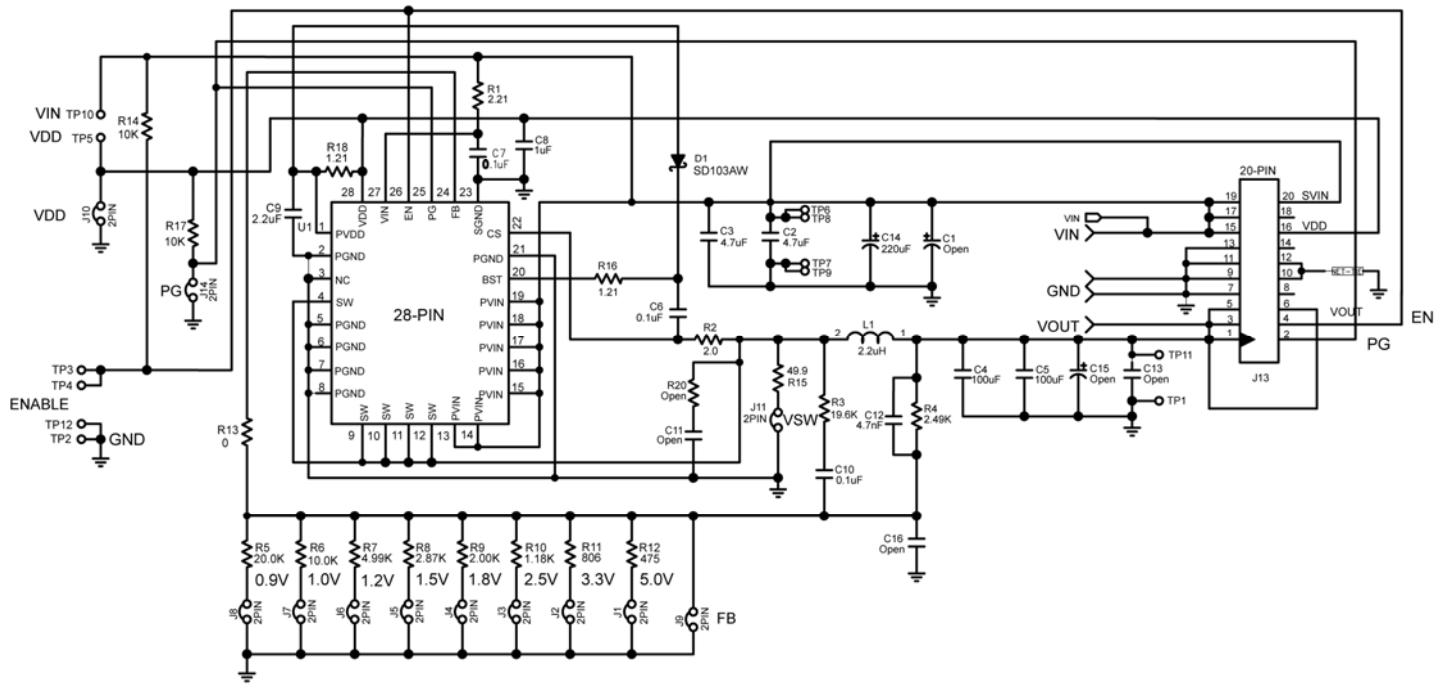 VIN TP10
VDD TP5
R14
10K
R1
2.21
C8
1uF
C7
0.1uF
R18
1.21
D1
SD103AW
20-PIN
VDD
J10
2PIN
R17
10K
PG
J14
2PIN
C9
2.2uF
U1
28 27 26 25 24 23
VDD
VIN
EN
PG
FB
SGND
1 PVDD
2 PGND
3 NC
4 SW
5 PGND
6 PGND
7 PGND
8 PGND
28-PIN
22
CS
21
PGND
20
BST
19
PVIN
18
PVIN
17
PVIN
16
PVIN
15
PVIN
SW
SW
SW
SW
PVIN
PVIN
9 10 11 12 13 14
R16
1.21
C6
0.1uF
R2
2.0
C3
4.7uF
TP6
TP8
C2
4.7uF
TP7
TP9
C14
220uF
C1
Open
VIN
VIN
GND
VOUT
19
17
15
13
11
9
7
5
3
1
20 SVIN
18
16 VDD
14
12
10
8
6
VOUT
4
2
NET-TIE
EN
PG
J13
TP3
TP4
ENABLE
TP12
TP2
GND
R13
0
R20
Open
C11
Open
49.9
R15
J11
2PIN
VSW
2 L1 1
2.2uH
R3
19.6K
C10
0.1uF
C12
4.7nF
R4
2.49K
C4
100uF
C5
100uF
C15
Open
C13
Open
TP11
TP1
C16
Open
R5
20.0K
0.9V
J8
2PIN
R6
10.0K
1.0V
J7
2PIN
R7
4.99K
1.2V
J6
2PIN
R8
2.87K
1.5V
J5
2PIN
R9
2.00K
1.8V
J4
2PIN
R10
1.18K
2.5V
J3
2PIN
R11
806
3.3V
J2
2PIN
R12
475
5.0V
J1
2PIN
J9
2PIN
FB